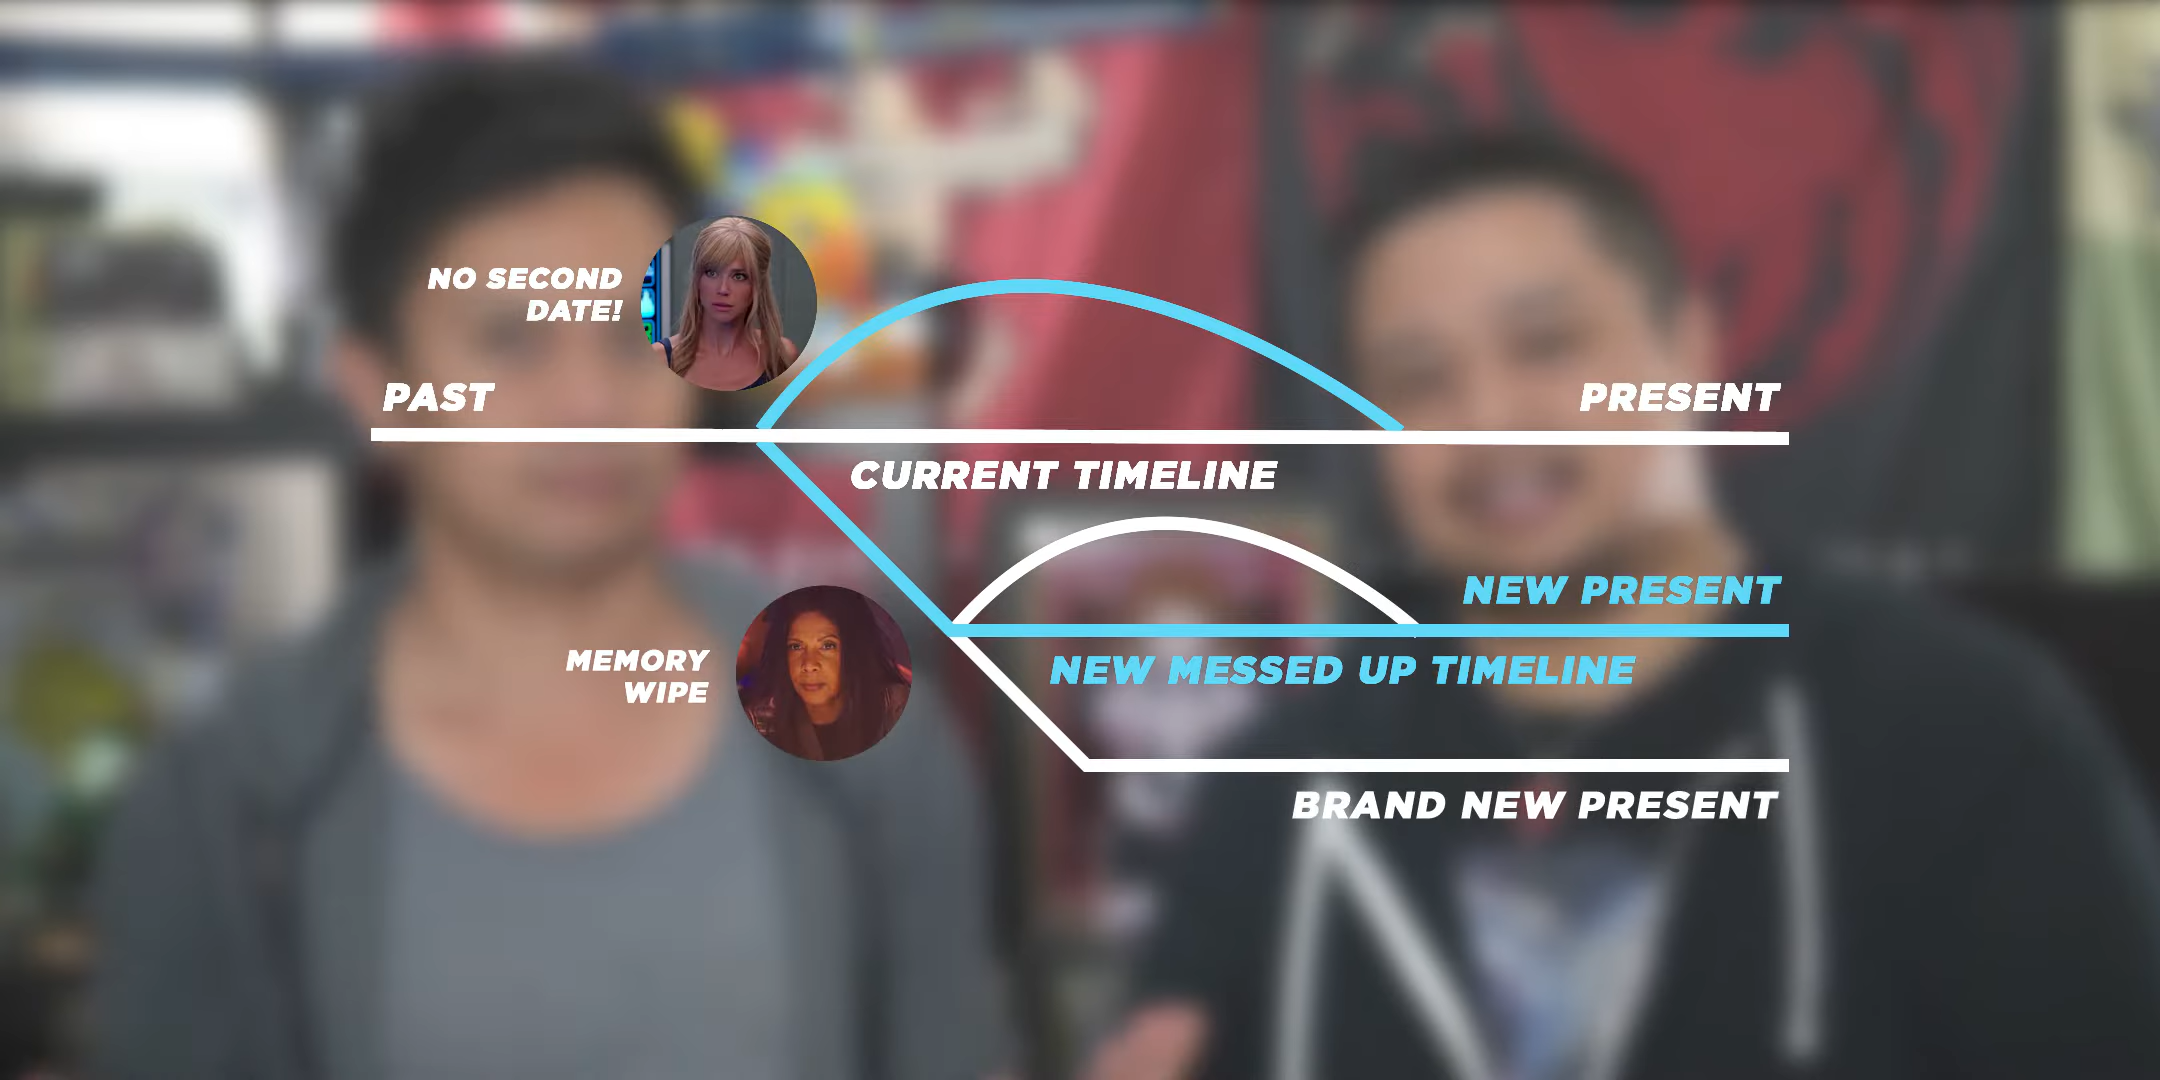 NO SECOND
DATE!
PAST
PRESENT
CURRENT TIMELINE
NEW PRESENT
MEMORY
WIPE
NEW MESSED UP TIMELINE
BRAND NEW PRESENT